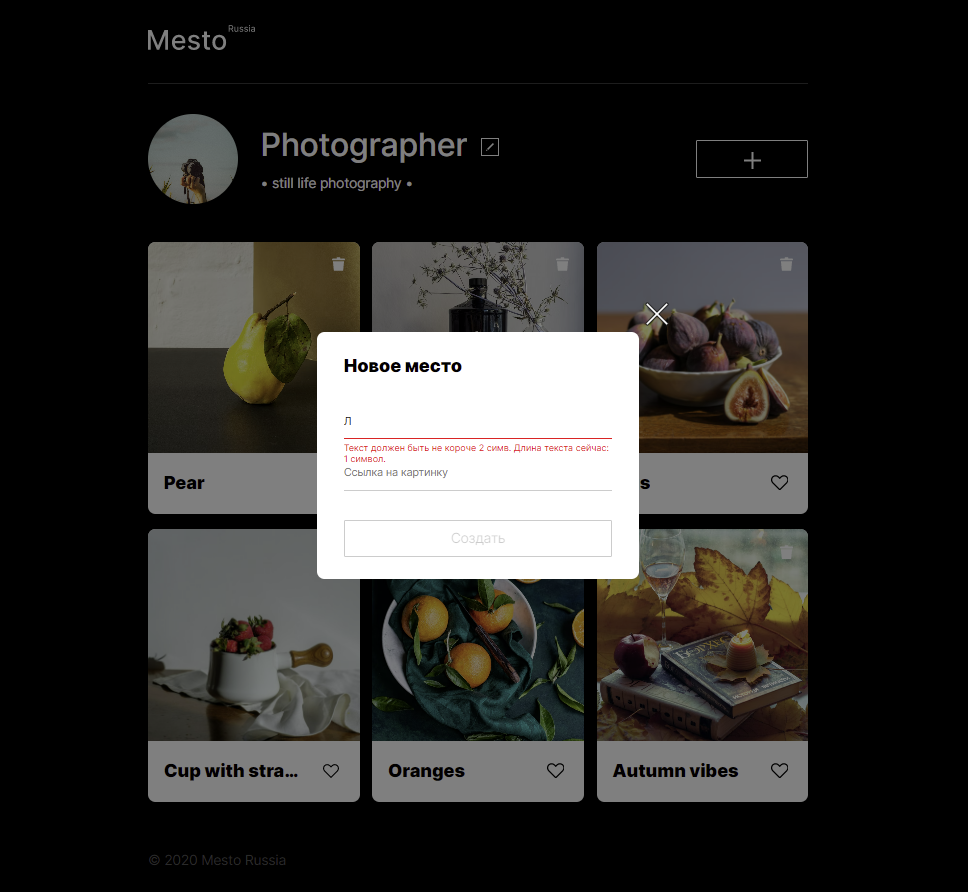 Mesto Russia
Photographer
• still life photography •
Новое место
Л
Текст должен быть не короче 2 симв. Длина текста сейчас:
1 символ.
Ссылка на картинку
Создать
Pear
s
Cup with stra...
Oranges
Autumn vibes
БОРХЕС
© 2020 Mesto Russia